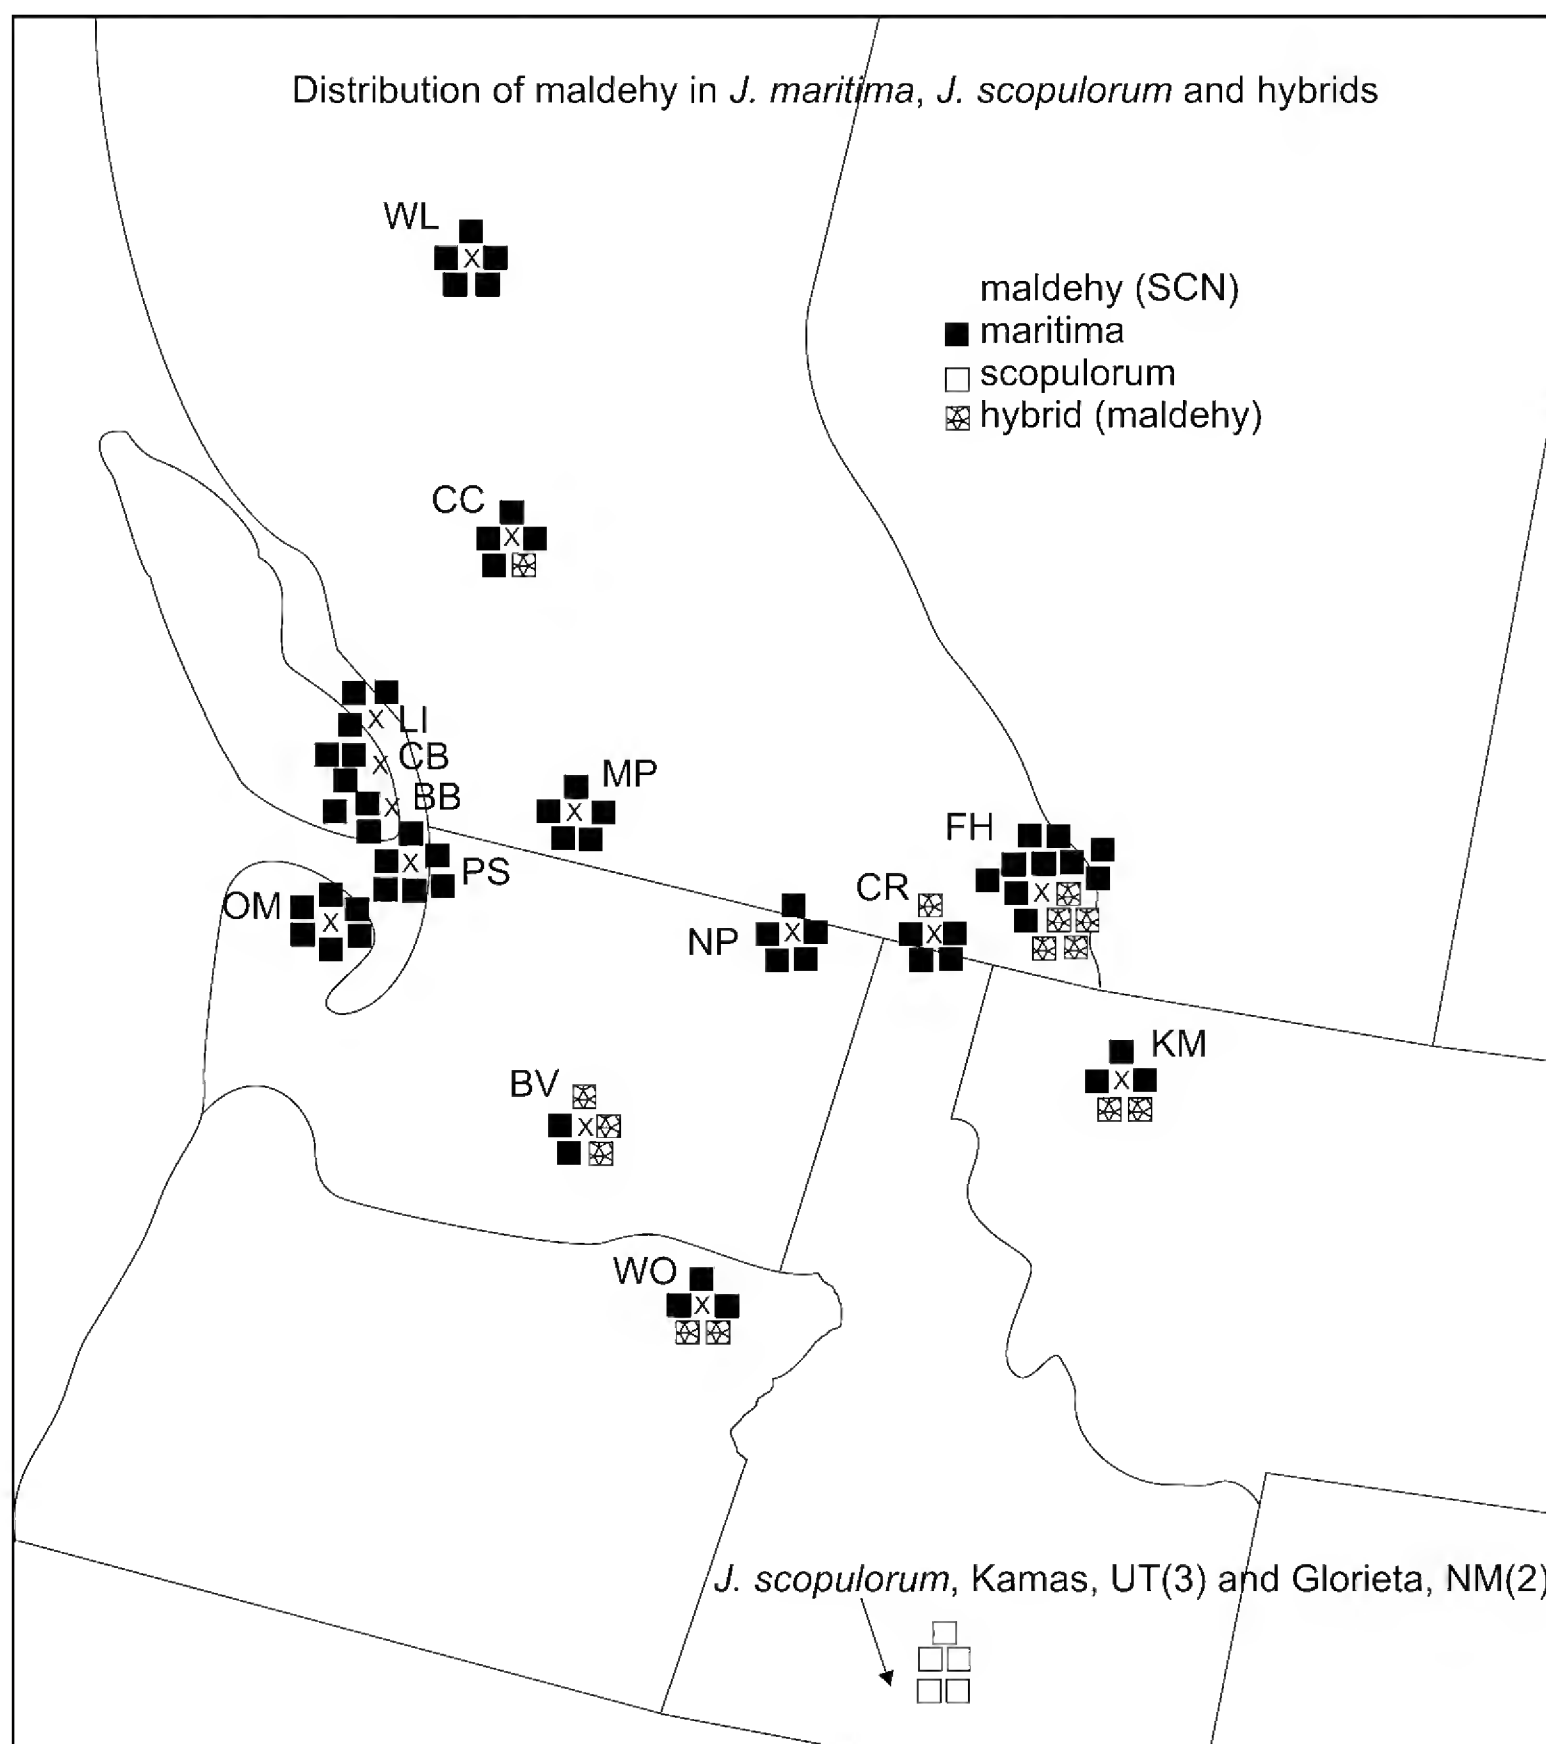 Distribution of maldehy in J. maritima, J. scopulorum and hybrids
WL
X
maldehy (SCN)
maritima
scopulorum
hybrid (maldehy)
CC
X
X LI
X CB
X BB
MP
X
FH
X
PS
X
CR
X
OM
X
NP
X
KM
X
BV
X
WO
X
J. scopulorum, Kamas, UT(3) and Glorieta, NM(2)